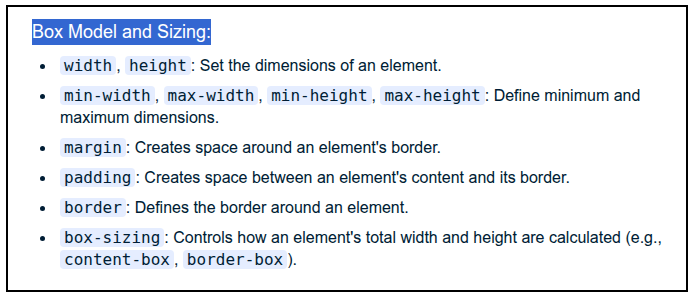 Box Model and Sizing:
• width, height: Set the dimensions of an element.
• min-width, max-width, min-height, max-height: Define minimum and
maximum dimensions.
• margin: Creates space around an element's border.
• padding: Creates space between an element's content and its border.
• border: Defines the border around an element.
• box-sizing: Controls how an element's total width and height are calculated (e.g.,
content-box, border-box).